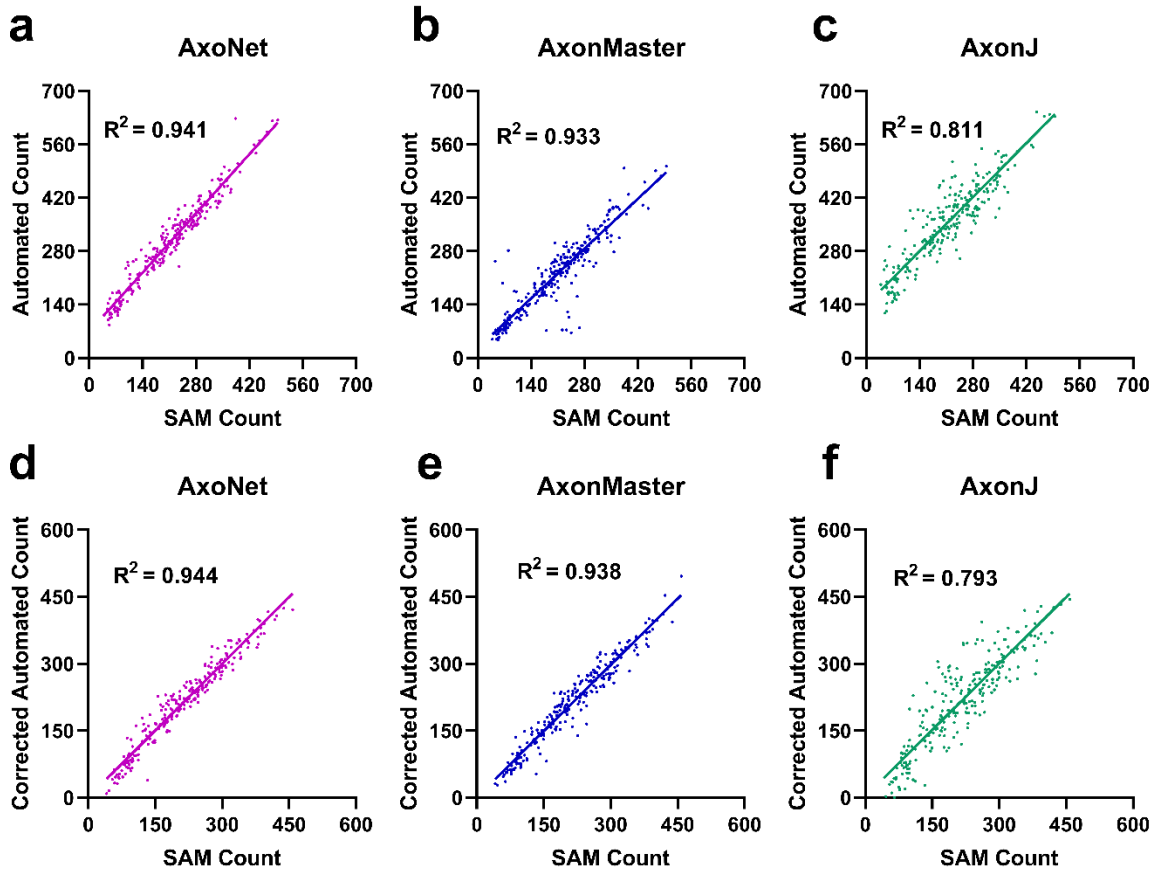 a
AxoNet
R² = 0.941
Automated Count
700
560
420
280
140
0
0 140 280 420 560 700
SAM Count
b
AxonMaster
R² = 0.933
Automated Count
700
560
420
280
140
0
0 140 280 420 560 700
SAM Count
c
AxonJ
R² = 0.811
Automated Count
700
560
420
280
140
0
0 140 280 420 560 700
SAM Count
d
AxoNet
R² = 0.944
Corrected Automated Count
600
450
300
150
0
0 150 300 450 600
SAM Count
e
AxonMaster
R² = 0.938
Corrected Automated Count
600
450
300
150
0
0 150 300 450 600
SAM Count
f
AxonJ
R² = 0.793
Corrected Automated Count
600
450
300
150
0
0 150 300 450 600
SAM Count